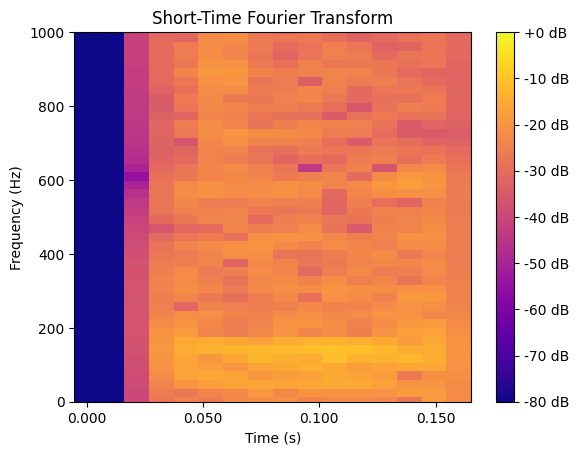 Short-Time Fourier Transform
1000
800
600
400
200
0
Frequency (Hz)
0.000
0.050
0.100
0.150
Time (s)
+0 dB
-10 dB
-20 dB
-30 dB
-40 dB
-50 dB
-60 dB
-70 dB
-80 dB